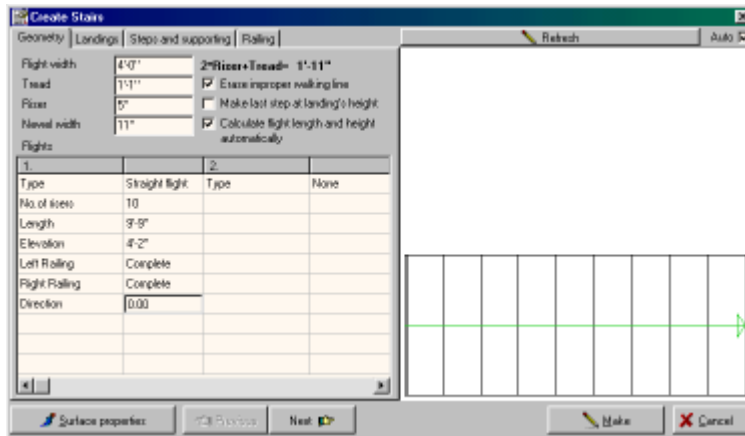 Create Stairs
Geometry Landings Steps and supporting Railing
Refresh Auto
Flight width 4'-0" 2*Riser+Tread= 1'-11"
Tread 1'-1" Erase improper walking line
Riser 5" Make last step at landing's height
Newel width 11" Calculate flight length and height
automatically
Flights
1. 2.
Type Straight flight Type None
No. of risers 10
Length 9'-9"
Elevation 4'-2"
Left Railing Complete
Right Railing Complete
Direction 0.00
Surface properties Previous Next Make Cancel